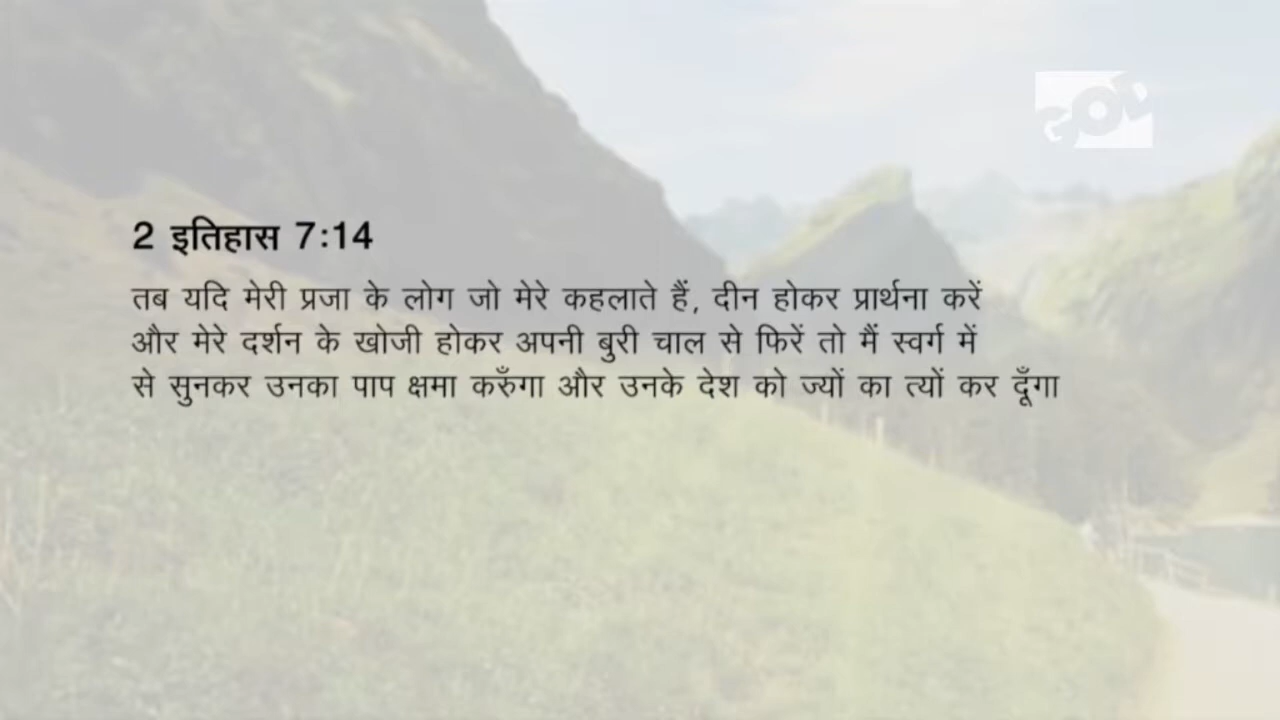 GOD
2 इतिहास 7:14
तब यदि मेरी प्रजा के लोग जो मेरे कहलाते हैं, दीन होकर प्रार्थना करें
और मेरे दर्शन के खोजी होकर अपनी बुरी चाल से फिरें तो मैं स्वर्ग में
से सुनकर उनका पाप क्षमा करुँगा और उनके देश को ज्यों का त्यों कर दूँगा